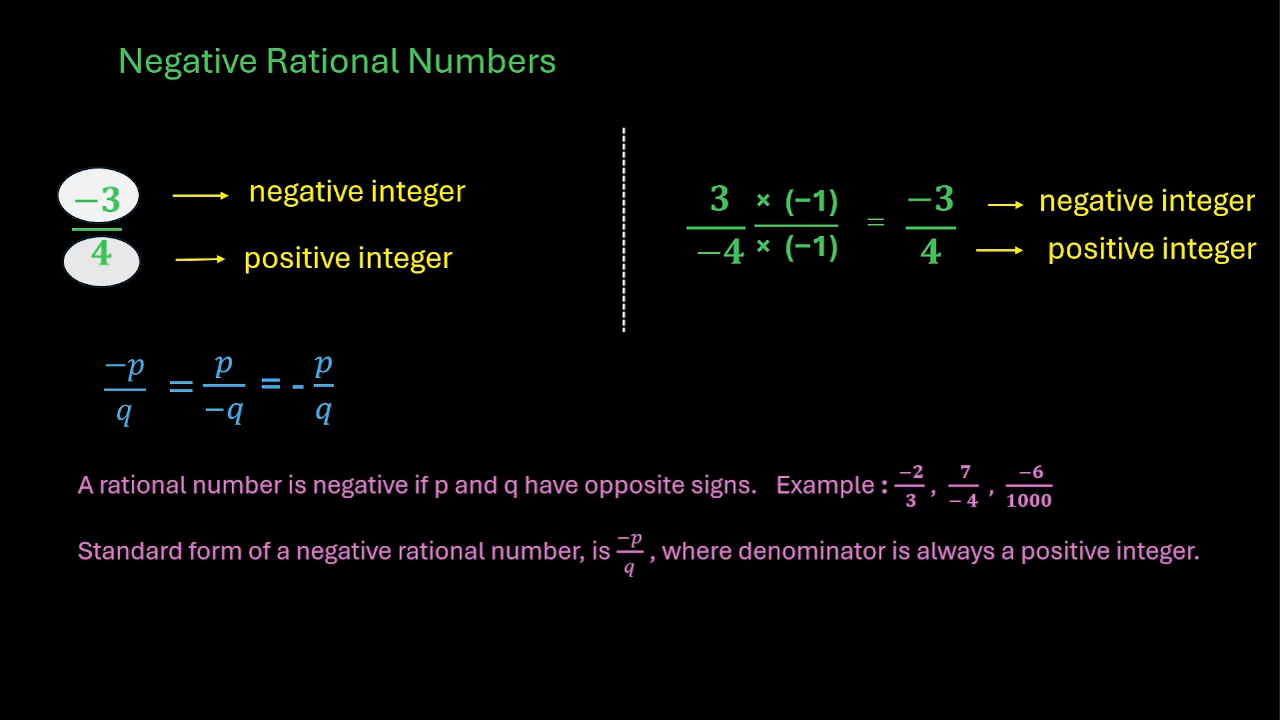 Negative Rational Numbers
−3/4 → negative integer
→ positive integer
3 × (−1) / −4 × (−1) = −3/4 → negative integer
→ positive integer
−p/q = p/−q = - p/q
A rational number is negative if p and q have opposite signs. Example : −2/3 , 7/−4 , −6/1000
Standard form of a negative rational number, is −p/q , where denominator is always a positive integer.